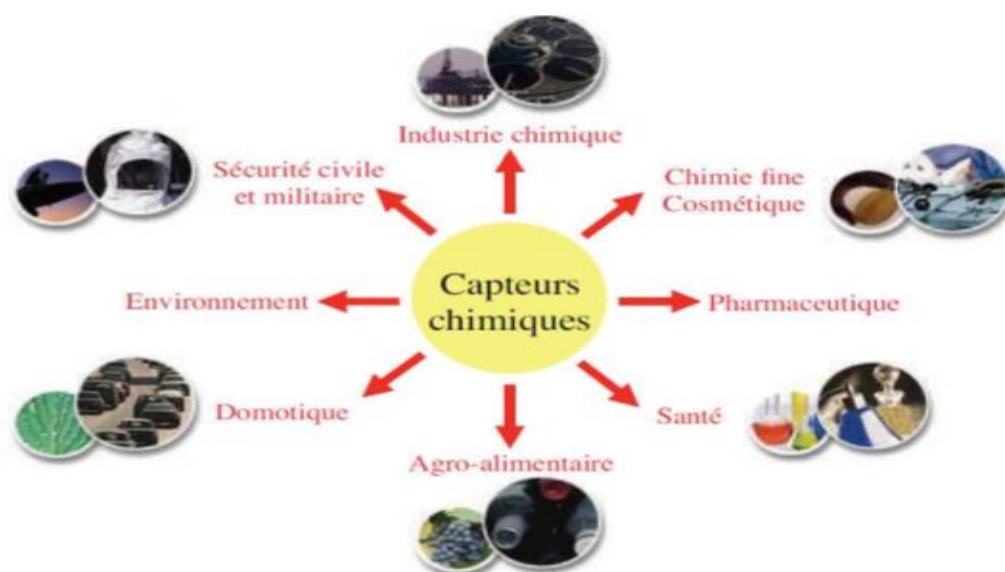 Industrie chimique
Sécurité civile
et militaire
Chimie fine
Cosmétique
Capteurs
chimiques
Environnement
Pharmaceutique
Domotique
Santé
Agro-alimentaire